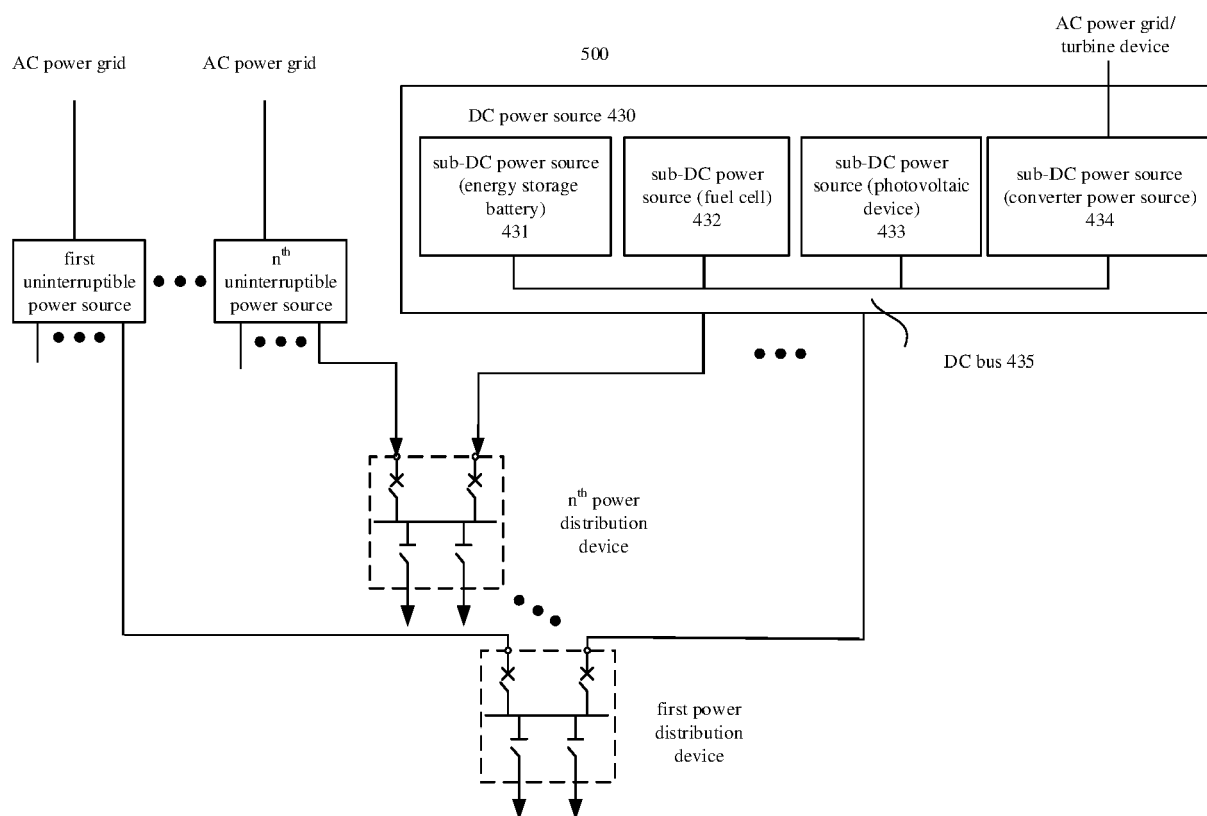 AC power grid/
turbine device
500
AC power grid
AC power grid
DC power source 430
sub-DC power source
(energy storage
battery)
431
sub-DC power
source (fuel cell)
432
sub-DC power
source (photovoltaic
device)
433
sub-DC power source
(converter power source)
434
first
uninterruptible
power source
nth
uninterruptible
power source
DC bus 435
nth power
distribution
device
first power
distribution
device